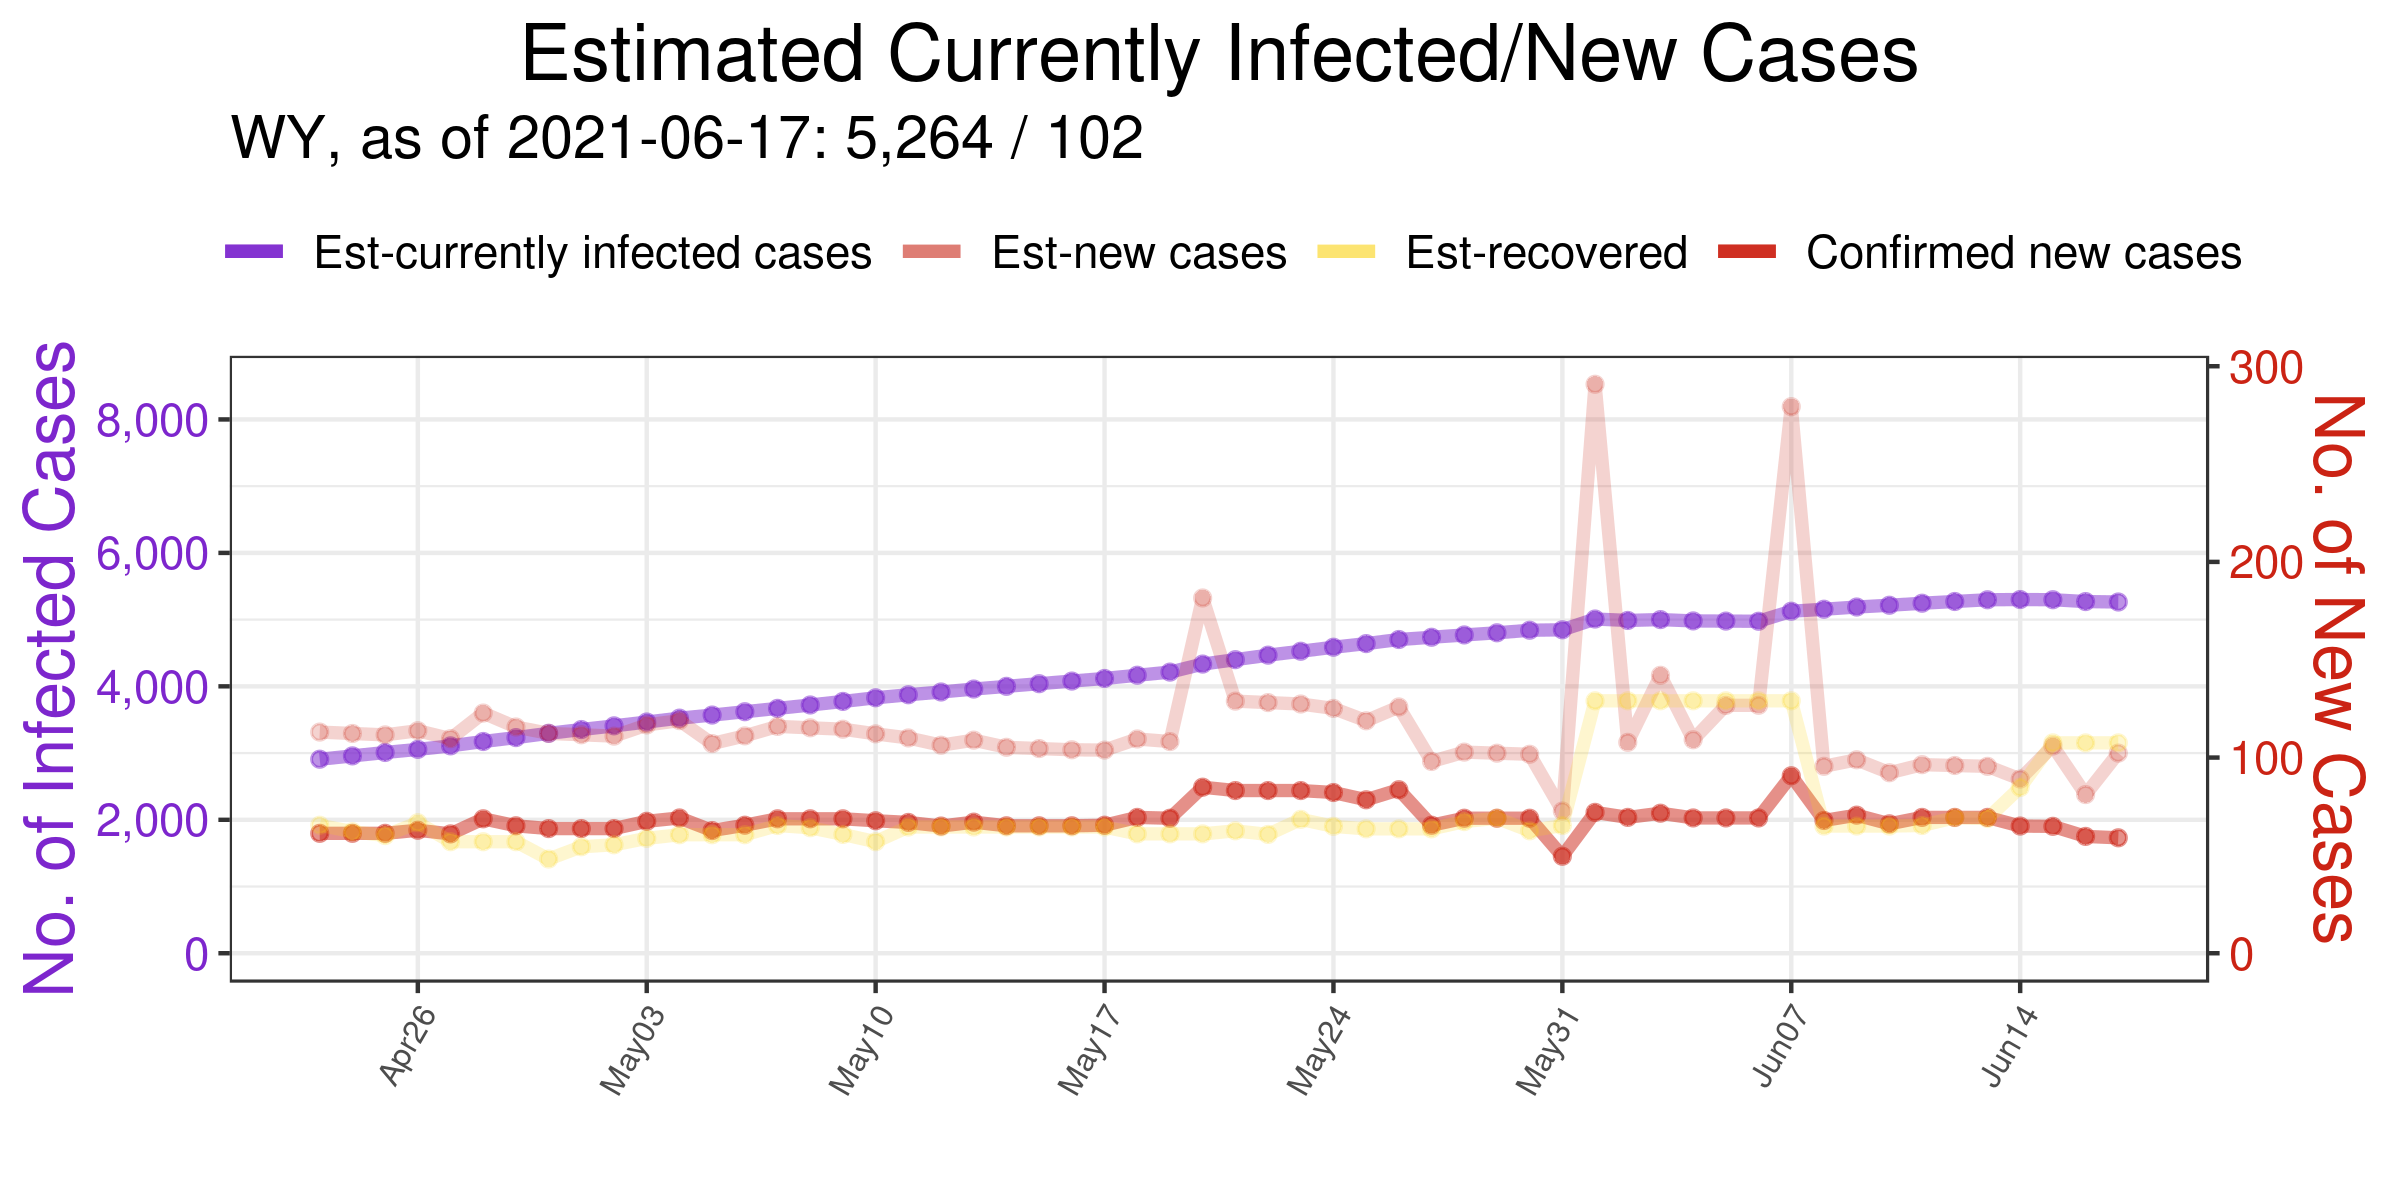 Estimated Currently Infected/New Cases
WY, as of 2021-06-17: 5,264 / 102
Est-currently infected cases Est-new cases Est-recovered Confirmed new cases
No. of Infected Cases
8,000
6,000
4,000
2,000
0
300
200
100
0
No. of New Cases
Apr26 May03 May10 May17 May24 May31 Jun07 Jun14